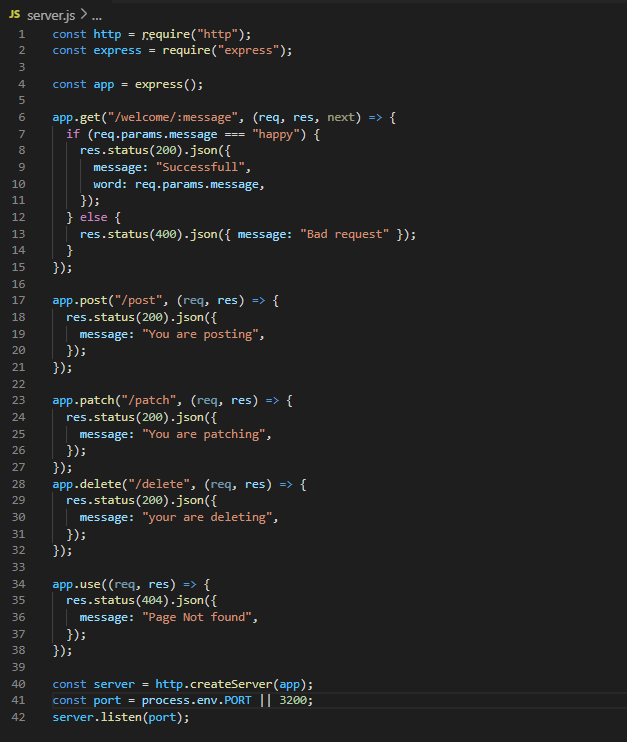 JS server.js > ...
1 const http = require("http");
2 const express = require("express");
3
4 const app = express();
5
6 app.get("/welcome/:message", (req, res, next) => {
7   if (req.params.message === "happy") {
8     res.status(200).json({
9       message: "Successfull",
10       word: req.params.message,
11     });
12   } else {
13     res.status(400).json({ message: "Bad request" });
14   }
15 });
16
17 app.post("/post", (req, res) => {
18   res.status(200).json({
19     message: "You are posting",
20   });
21 });
22
23 app.patch("/patch", (req, res) => {
24   res.status(200).json({
25     message: "You are patching",
26   });
27 });
28 app.delete("/delete", (req, res) => {
29   res.status(200).json({
30     message: "your are deleting",
31   });
32 });
33
34 app.use((req, res) => {
35   res.status(404).json({
36     message: "Page Not found",
37   });
38 });
39
40 const server = http.createServer(app);
41 const port = process.env.PORT || 3200;
42 server.listen(port);